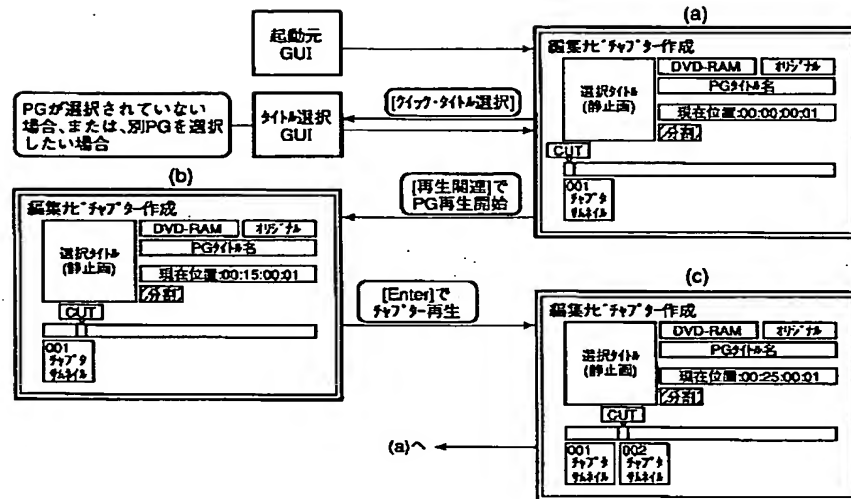 起動元
GUI
PGが選択されていない
場合、または、別PGを選択
したい場合
タイトル選択
GUI
[クイック・タイトル選択]
(a)
編集ナビチャプター作成
選択タイトル
(静止画)
DVD-RAM
オリジナル
PGタイトル名
現在位置:00:00:00:01
分割
CUT
001
チャプタ
サムネイル
[再生関連]で
PG再生開始
(b)
編集ナビチャプター作成
選択タイトル
(静止画)
DVD-RAM
オリジナル
PGタイトル名
現在位置:00:15:00:01
分割
CUT
001
チャプタ
サムネイル
[Enter]で
チャプター再生
(c)
編集ナビチャプター作成
選択タイトル
(静止画)
DVD-RAM
オリジナル
PGタイトル名
現在位置:00:25:00:01
分割
CUT
001
チャプタ
サムネイル
002
チャプタ
サムネイル
(a)へ